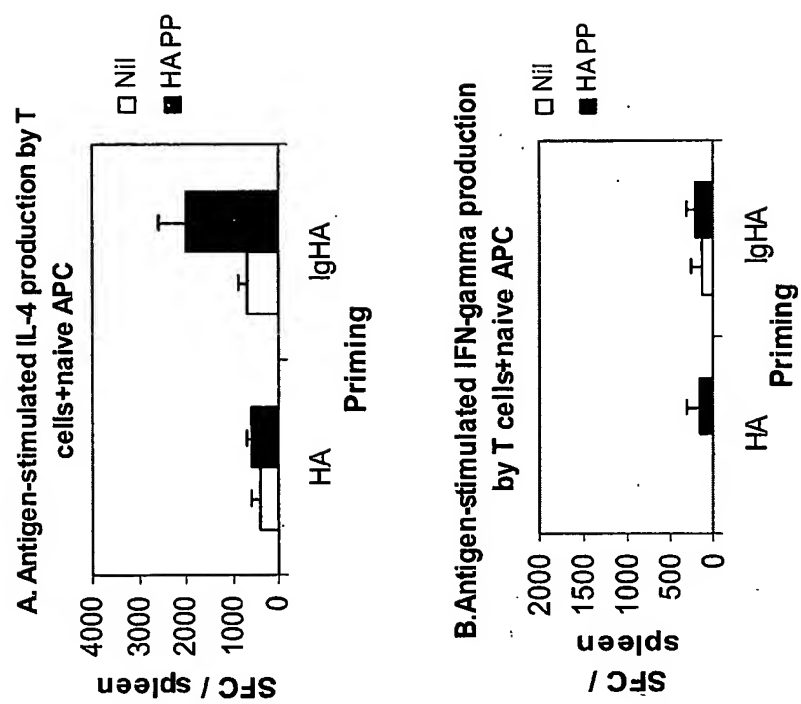 A. Antigen-stimulated IL-4 production by T
cells+naive APC
SFC / spleen
4000
3000
2000
1000
0
HA
IgHA
Priming
Nil
HA PP
B.Antigen-stimulated IFN-gamma production
by T cells+naive APC
SFC /
spleen
2000
1500
1000
500
0
HA
IgHA
Priming
Nil
HA PP